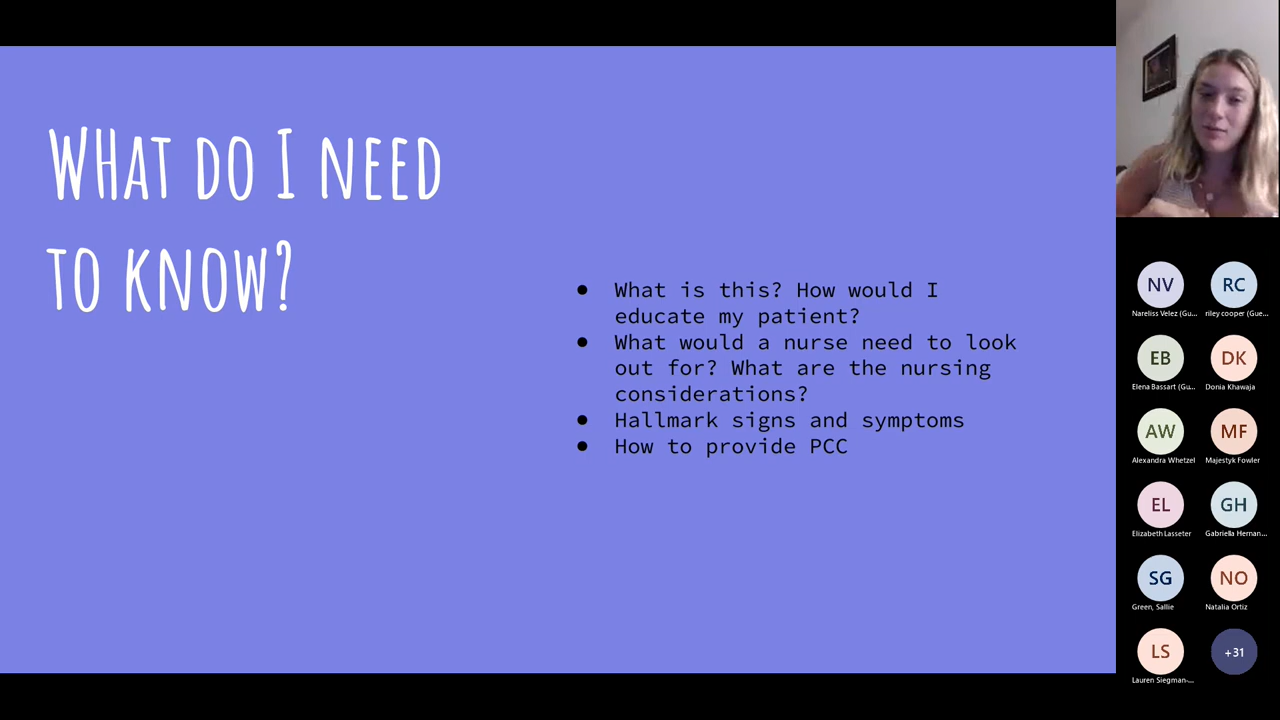 WHAT DO I NEED
TO KNOW?
● What is this? How would I
educate my patient?
● What would a nurse need to look
out for? What are the nursing
considerations?
● Hallmark signs and symptoms
● How to provide PCC
NV
RC
Nareliss Velez (Gu...
riley cooper (Gue...
EB
DK
Elena Bassart (Gu...
Donia Khawaja
AW
MF
Alexandra Whetzel
Majestyk Fowler
EL
GH
Elizabeth Lasseter
Gabriella Hernan...
SG
NO
Green, Sallie
Natalia Ortiz
LS
+31
Lauren Siegman-...